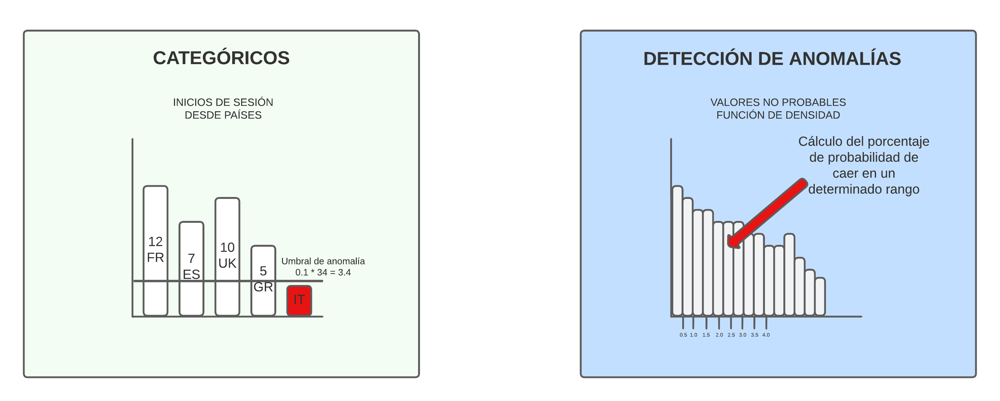 CATEGÓRICOS
INICIOS DE SESIÓN
DESDE PAÍSES
12
FR
7
ES
10
UK
5
GR
Umbral de anomalía
0.1 * 34 = 3.4
IT
DETECCIÓN DE ANOMALÍAS
VALORES NO PROBABLES
FUNCIÓN DE DENSIDAD
Cálculo del porcentaje
de probabilidad de
caer en un
determinado rango
0.5 1.0 1.5 2.0 2.5 3.0 3.5 4.0